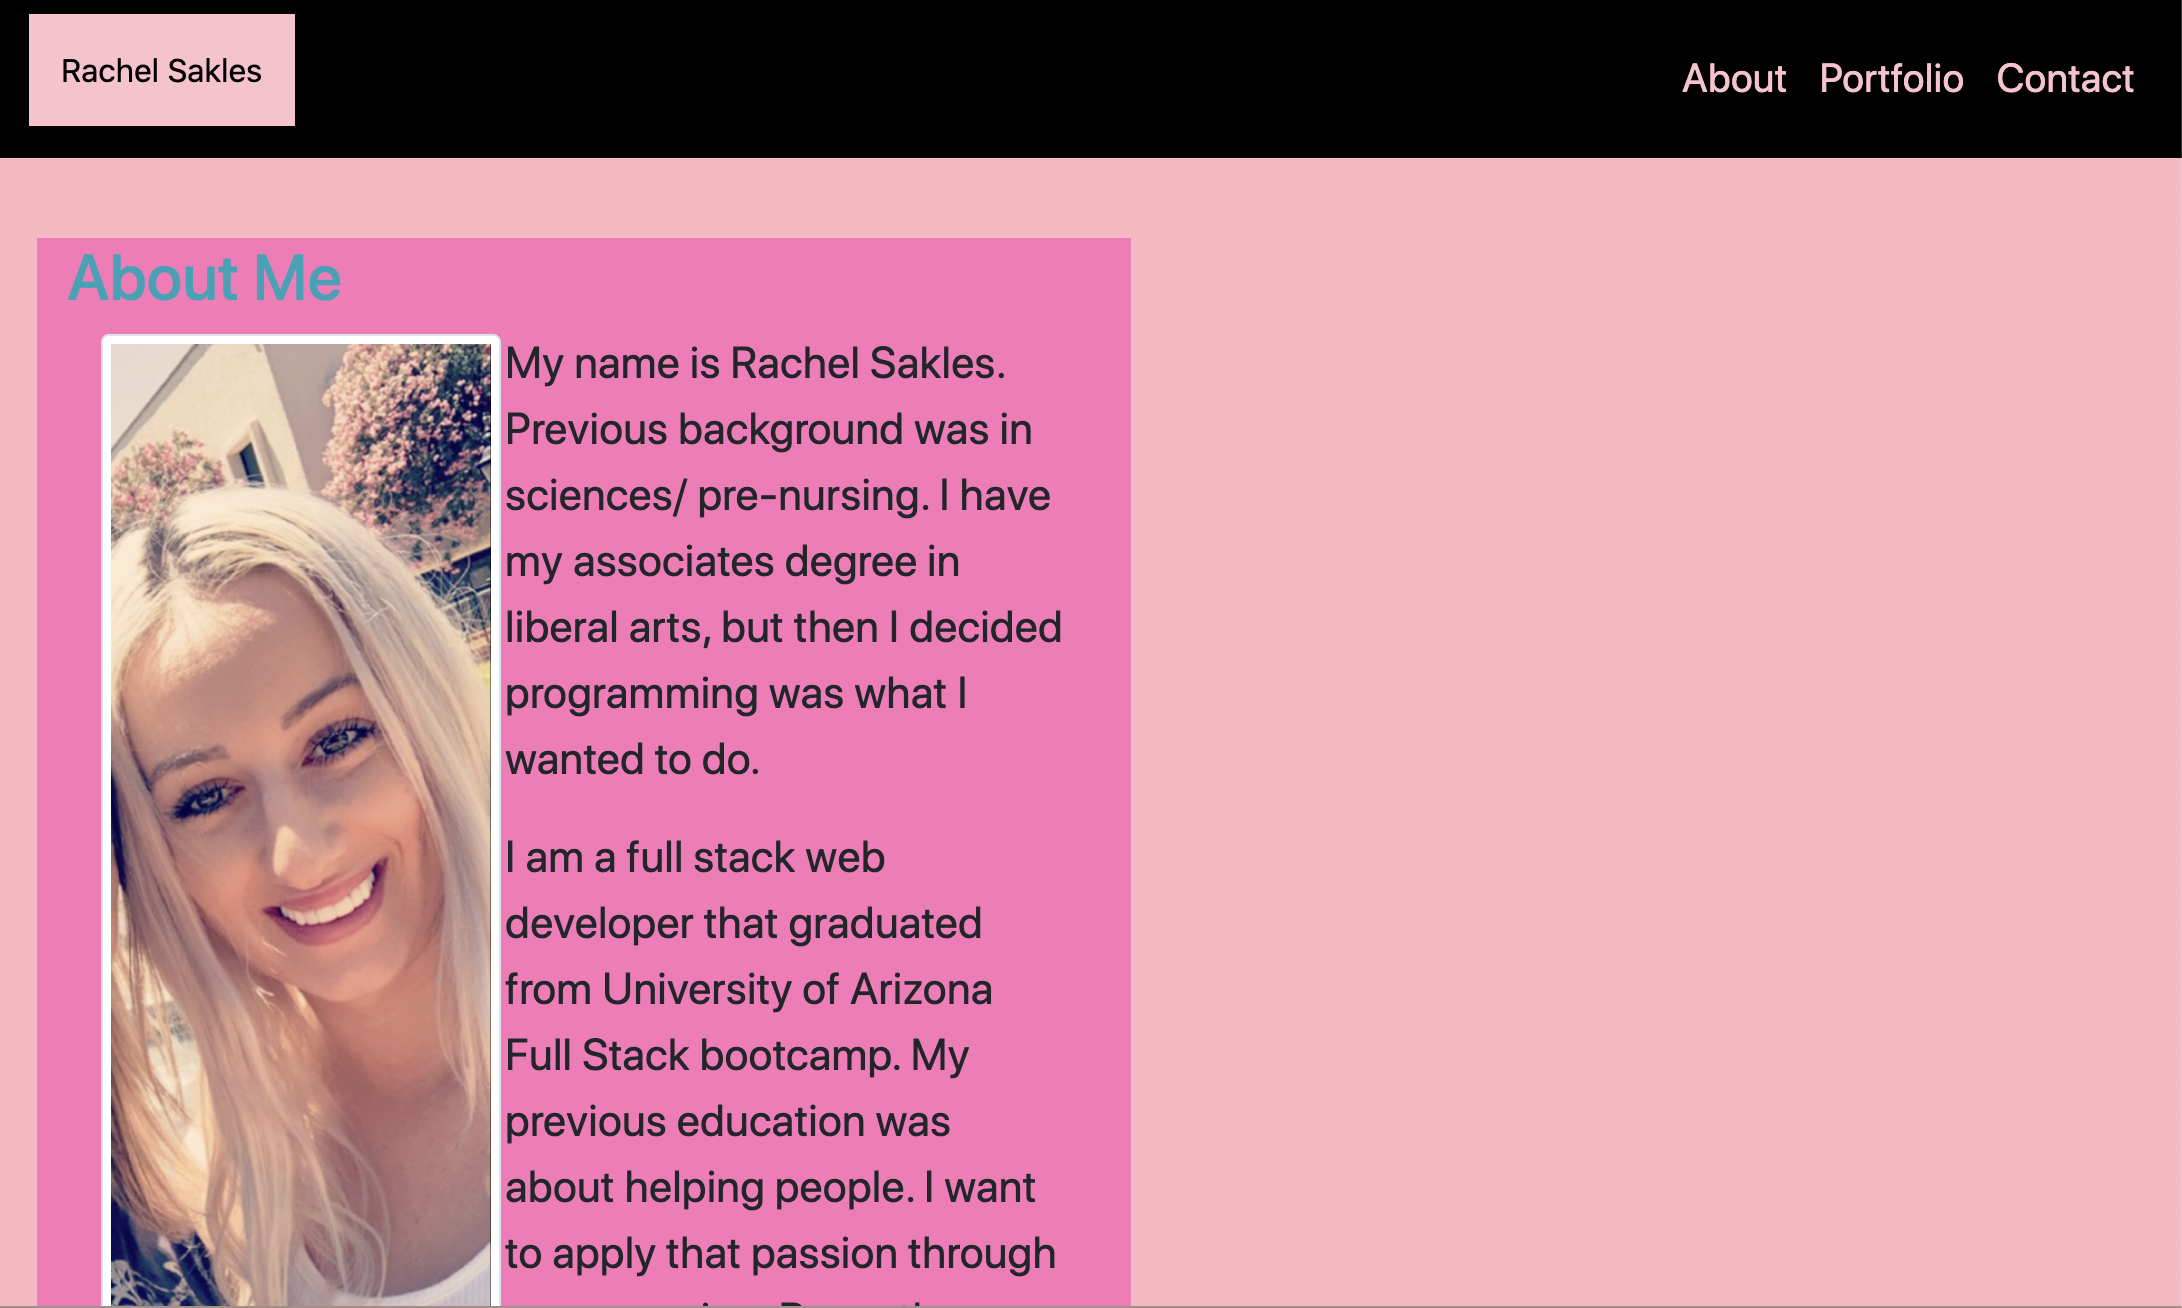 Rachel Sakles
About Portfolio Contact
About Me
My name is Rachel Sakles.
Previous background was in
sciences/ pre-nursing. I have
my associates degree in
liberal arts, but then I decided
programming was what I
wanted to do.
I am a full stack web
developer that graduated
from University of Arizona
Full Stack bootcamp. My
previous education was
about helping people. I want
to apply that passion through